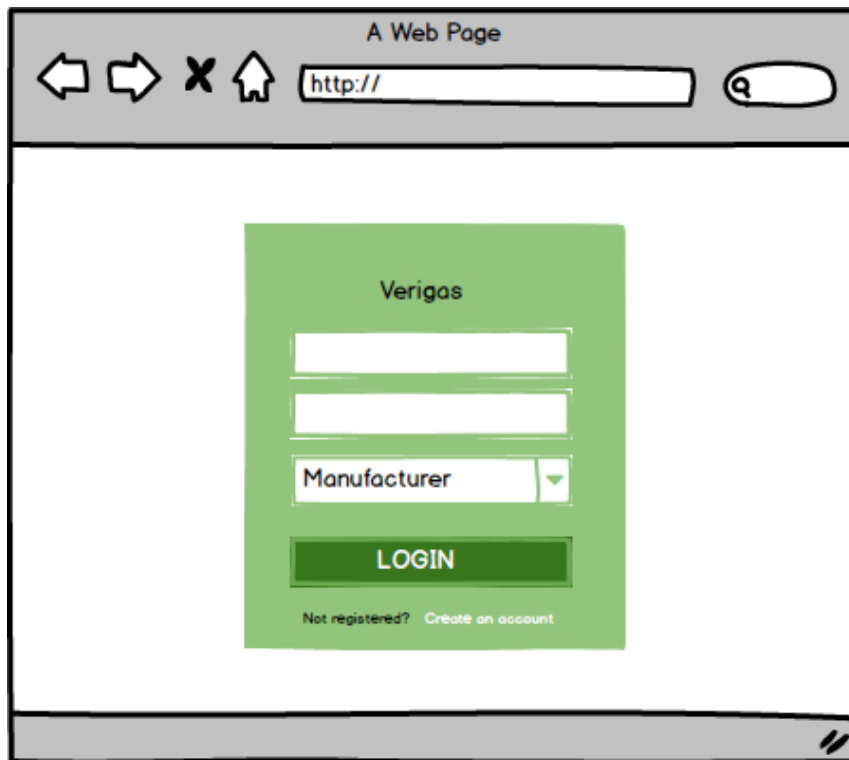 A Web Page
http://
Verigas
Manufacturer
LOGIN
Not registered? Create an account